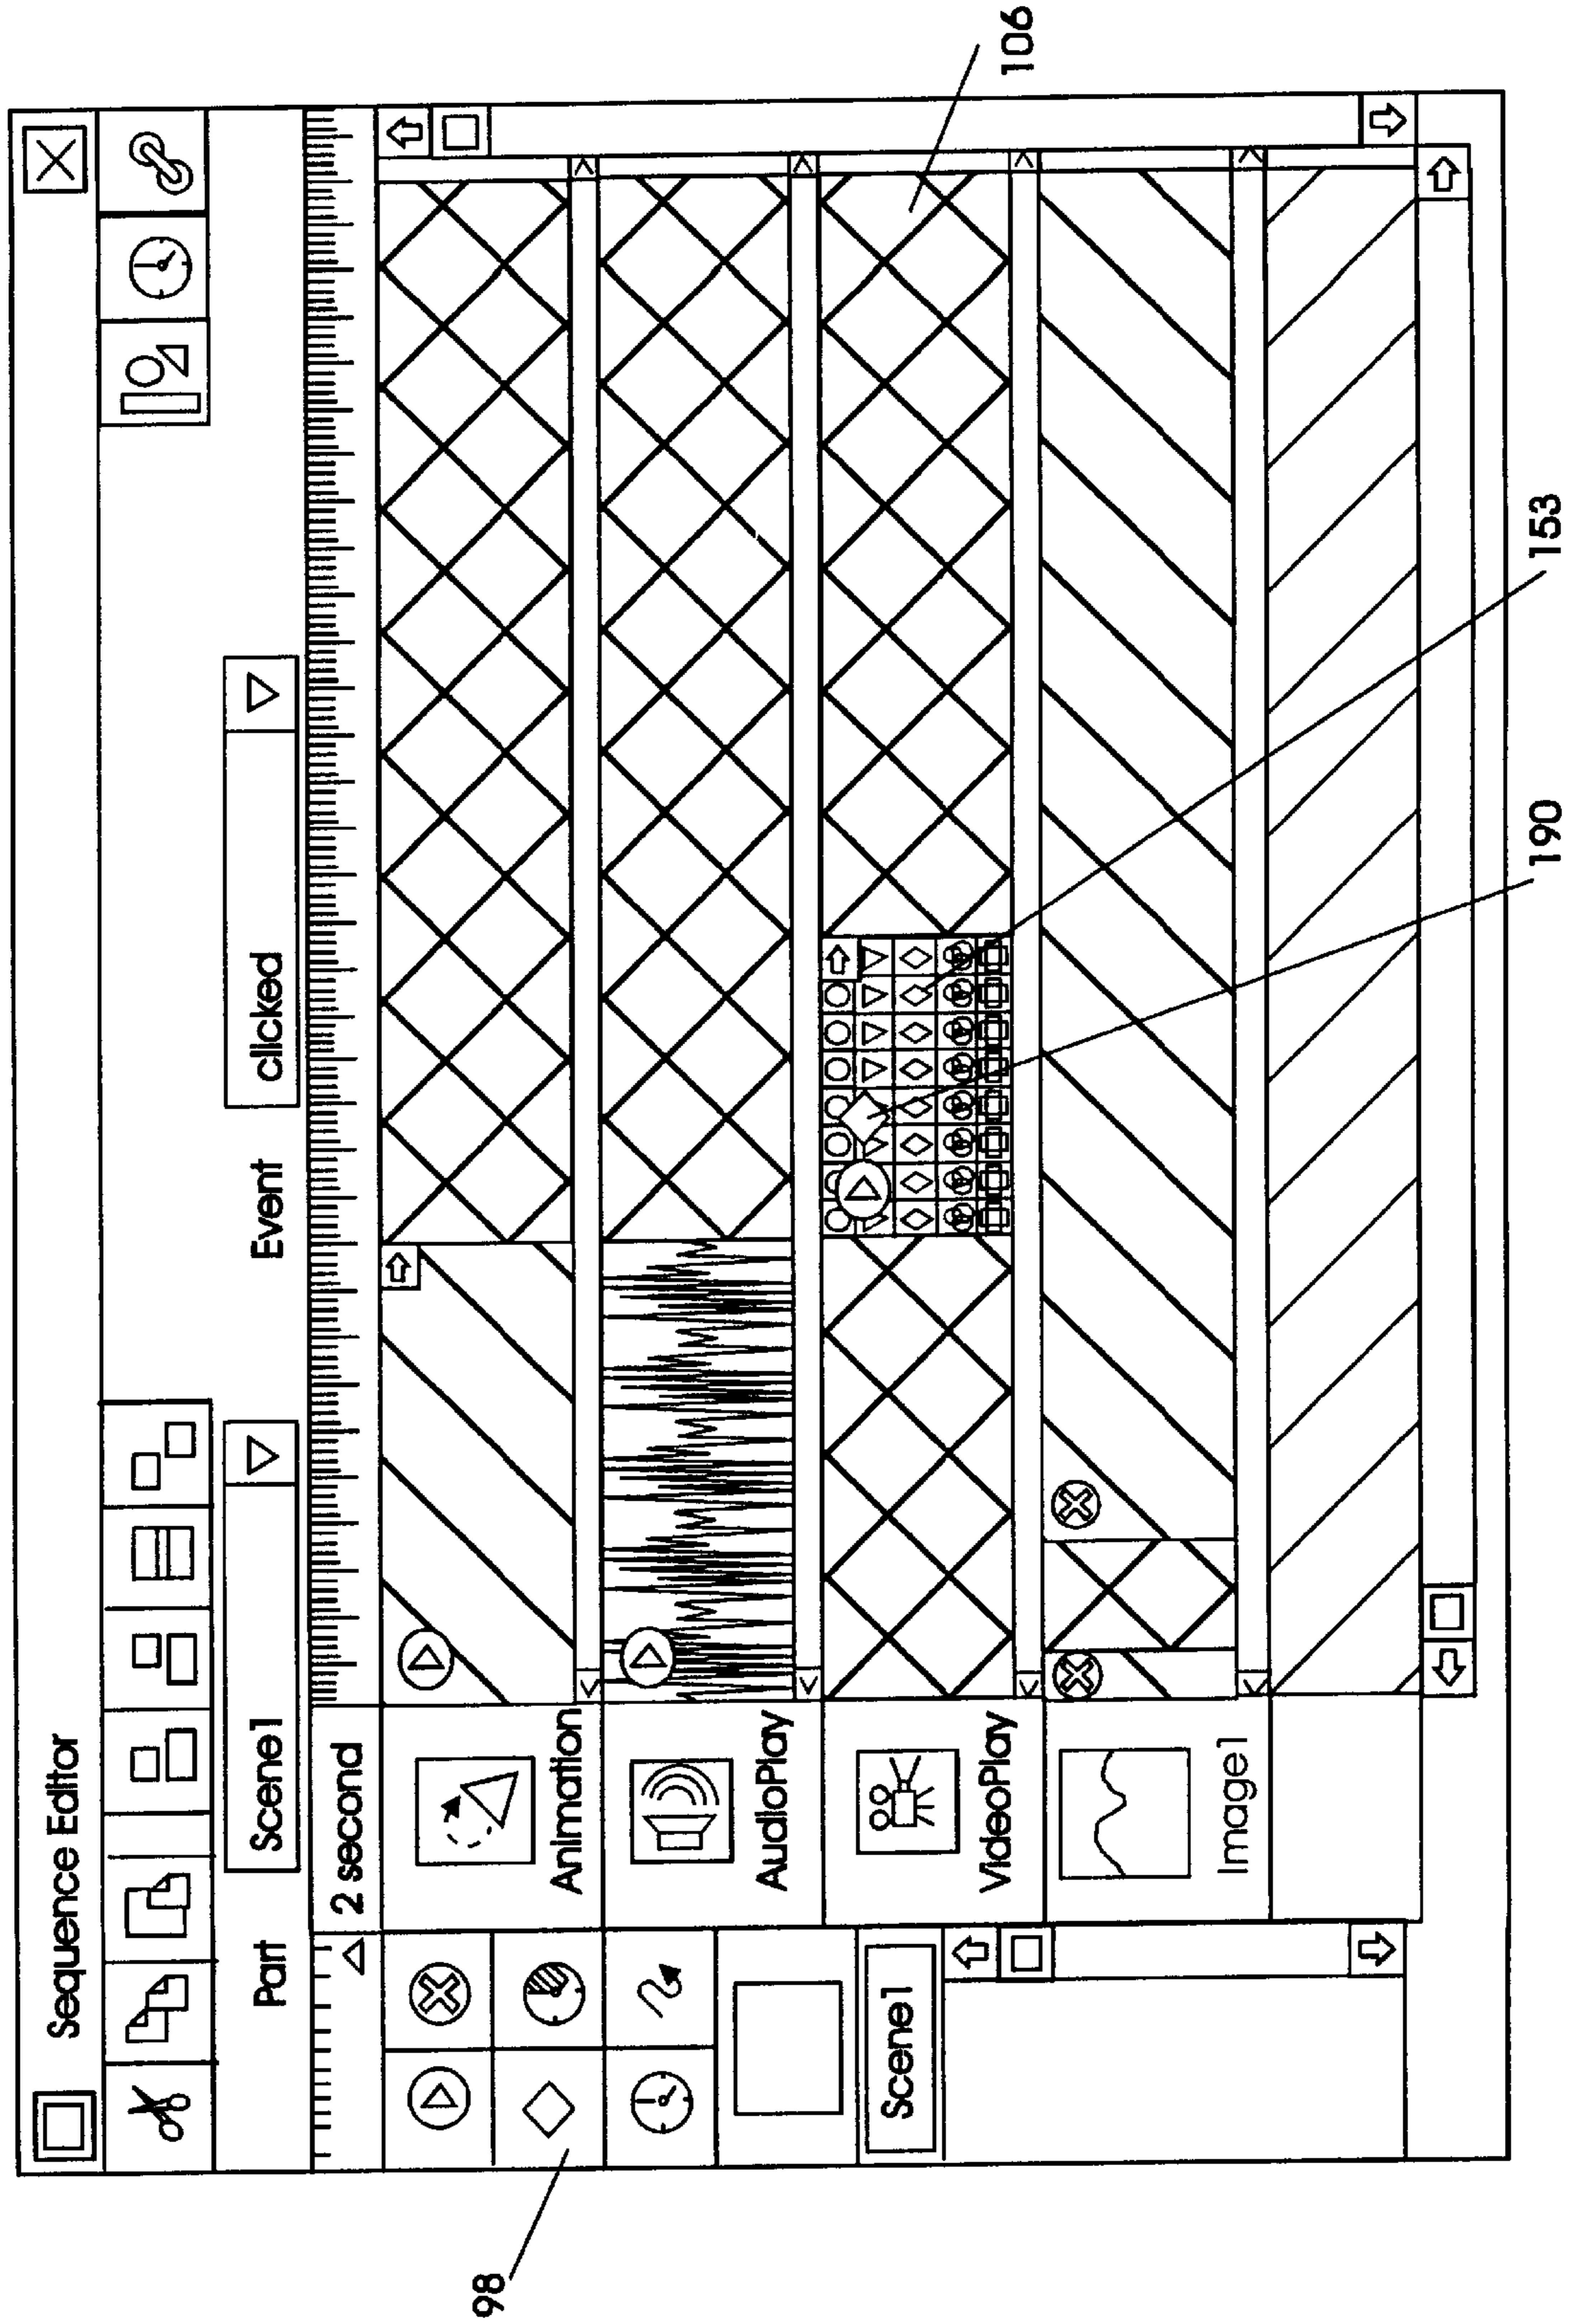 Sequence Editor
Part
Scene1
Event
clicked
2 second
Animation
AudioPlay
VideoPlay
Image1
Scene1
98
106
153
190